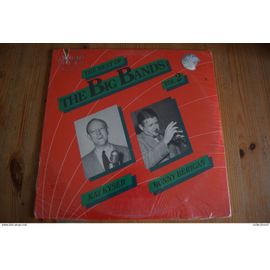 THE BEST OF
THE BIG BANDS
VOL. 2
KAY KYSER
BUNNY BERIGAN